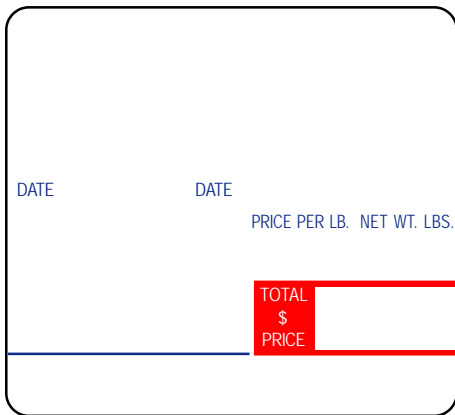 DATE DATE
PRICE PER LB. NET WT. LBS.
TOTAL
$
PRICE